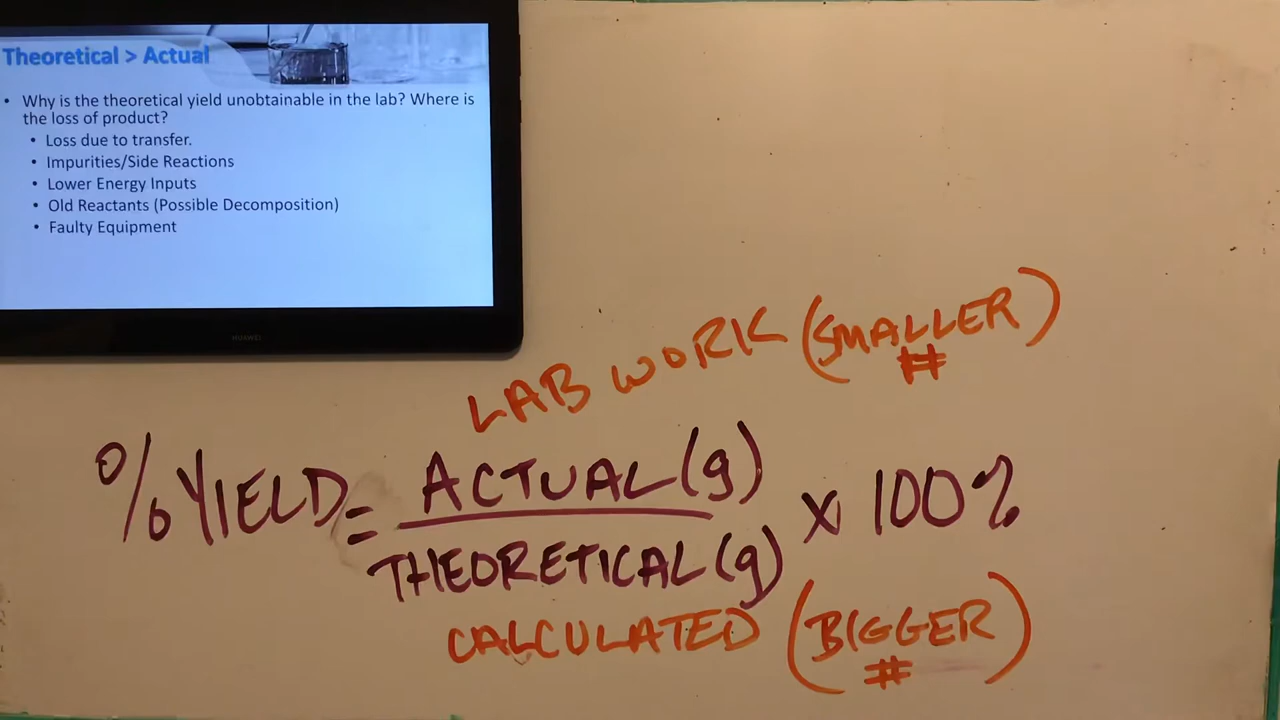 Theoretical > Actual
• Why is the theoretical yield unobtainable in the lab? Where is
the loss of product?
• Loss due to transfer.
• Impurities/Side Reactions
• Lower Energy Inputs
• Old Reactants (Possible Decomposition)
• Faulty Equipment
HUAWEI
LAB WORK (SMALLER)
#
% YIELD = ACTUAL(g)
THEORETICAL(g)
x 100%
CALCULATED (BIGGER)
#